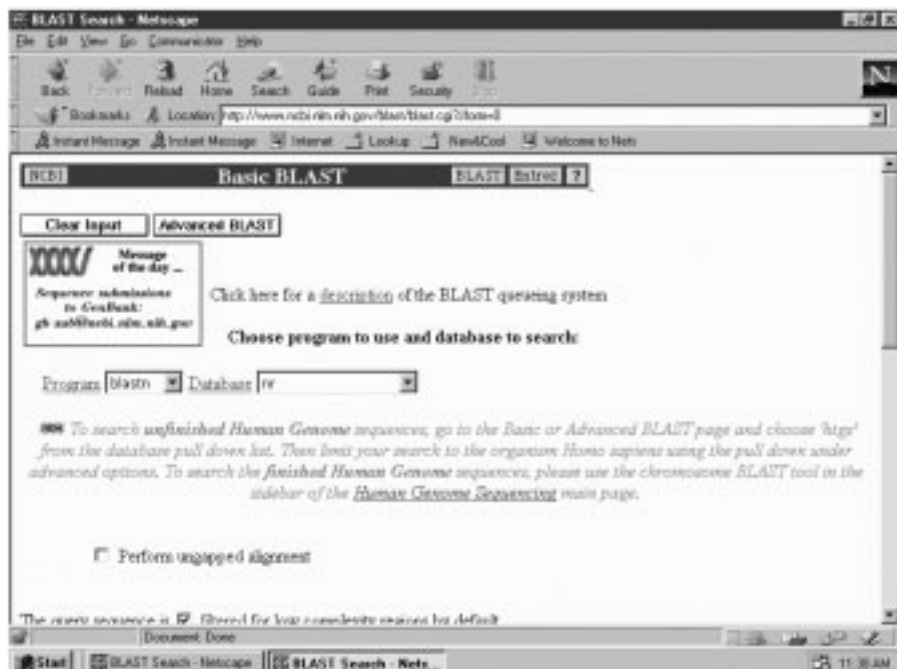 BLAST Search - Netscape
File Edit View Go Communicator Help
Back Forward Reload Home Search Guide Print Security Stop
Bookmarks Location: http://www.ncbi.nlm.nih.gov/blast/blast.cgi?Jform=0
Instant Message Instant Message Internet Lookup New&Cool Welcome to Nets
NCBI Basic BLAST BLAST Entrez ?
Clear Input Advanced BLAST
Message
of the day ...
Sequence submissions
to GenBank:
gb-sub@ncbi.nlm.nih.gov
Click here for a description of the BLAST queueing system
Choose program to use and database to search:
Program blastn Database nr
To search unfinished Human Genome sequences, go to the Basic or Advanced BLAST page and choose 'htgs'
from the database pull down list. Then limit your search to the organism Homo sapiens using the pull down under
advanced options. To search the finished Human Genome sequences, please use the chromosome BLAST tool in the
sidebar of the Human Genome Sequencing main page.
Perform ungapped alignment
The query sequence is filtered for low complexity regions by default.
Document: Done
Start BLAST Search - Netscape BLAST Search - Nets... 11:38 AM